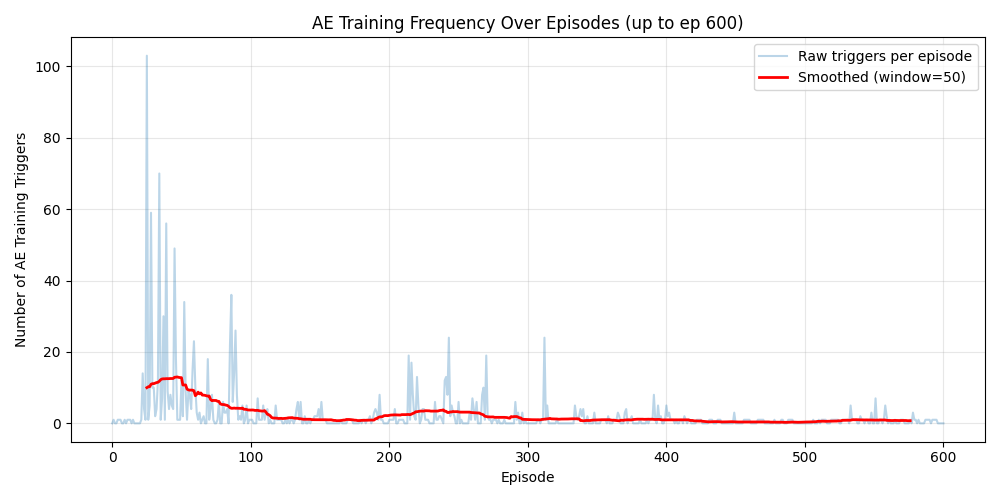 AE Training Frequency Over Episodes (up to ep 600)
Raw triggers per episode
Smoothed (window=50)
Number of AE Training Triggers
100
80
60
40
20
0
0 100 200 300 400 500 600
Episode